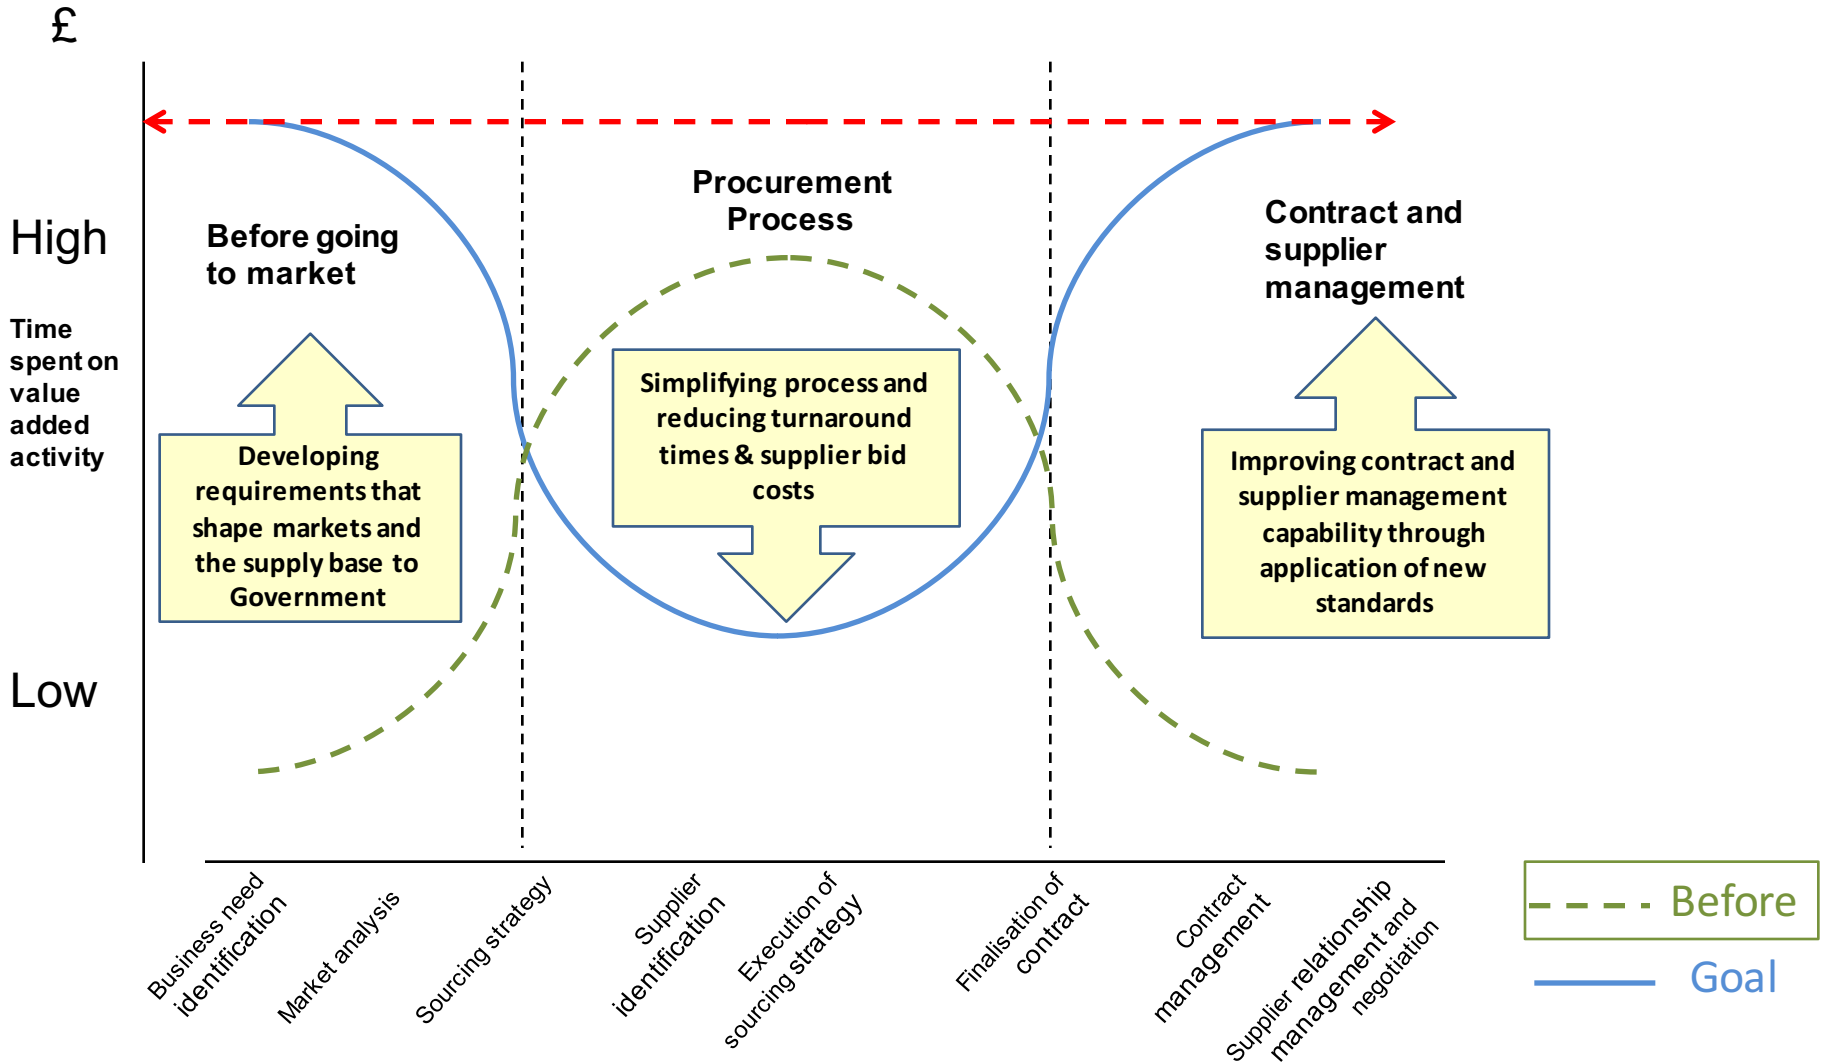 £
High
Time
spent on
value
added
activity
Low
Before going
to market
Developing
requirements that
shape markets and
the supply base to
Government
Procurement
Process
Simplifying process and
reducing turnaround
times & supplier bid
costs
Contract and
supplier
management
Improving contract and
supplier management
capability through
application of new
standards
Business need
identification
Market analysis
Sourcing strategy
Supplier
identification
Execution of
sourcing strategy
Finalisation of
contract
Contract
management
Supplier relationship
management and
negotiation
Before
Goal